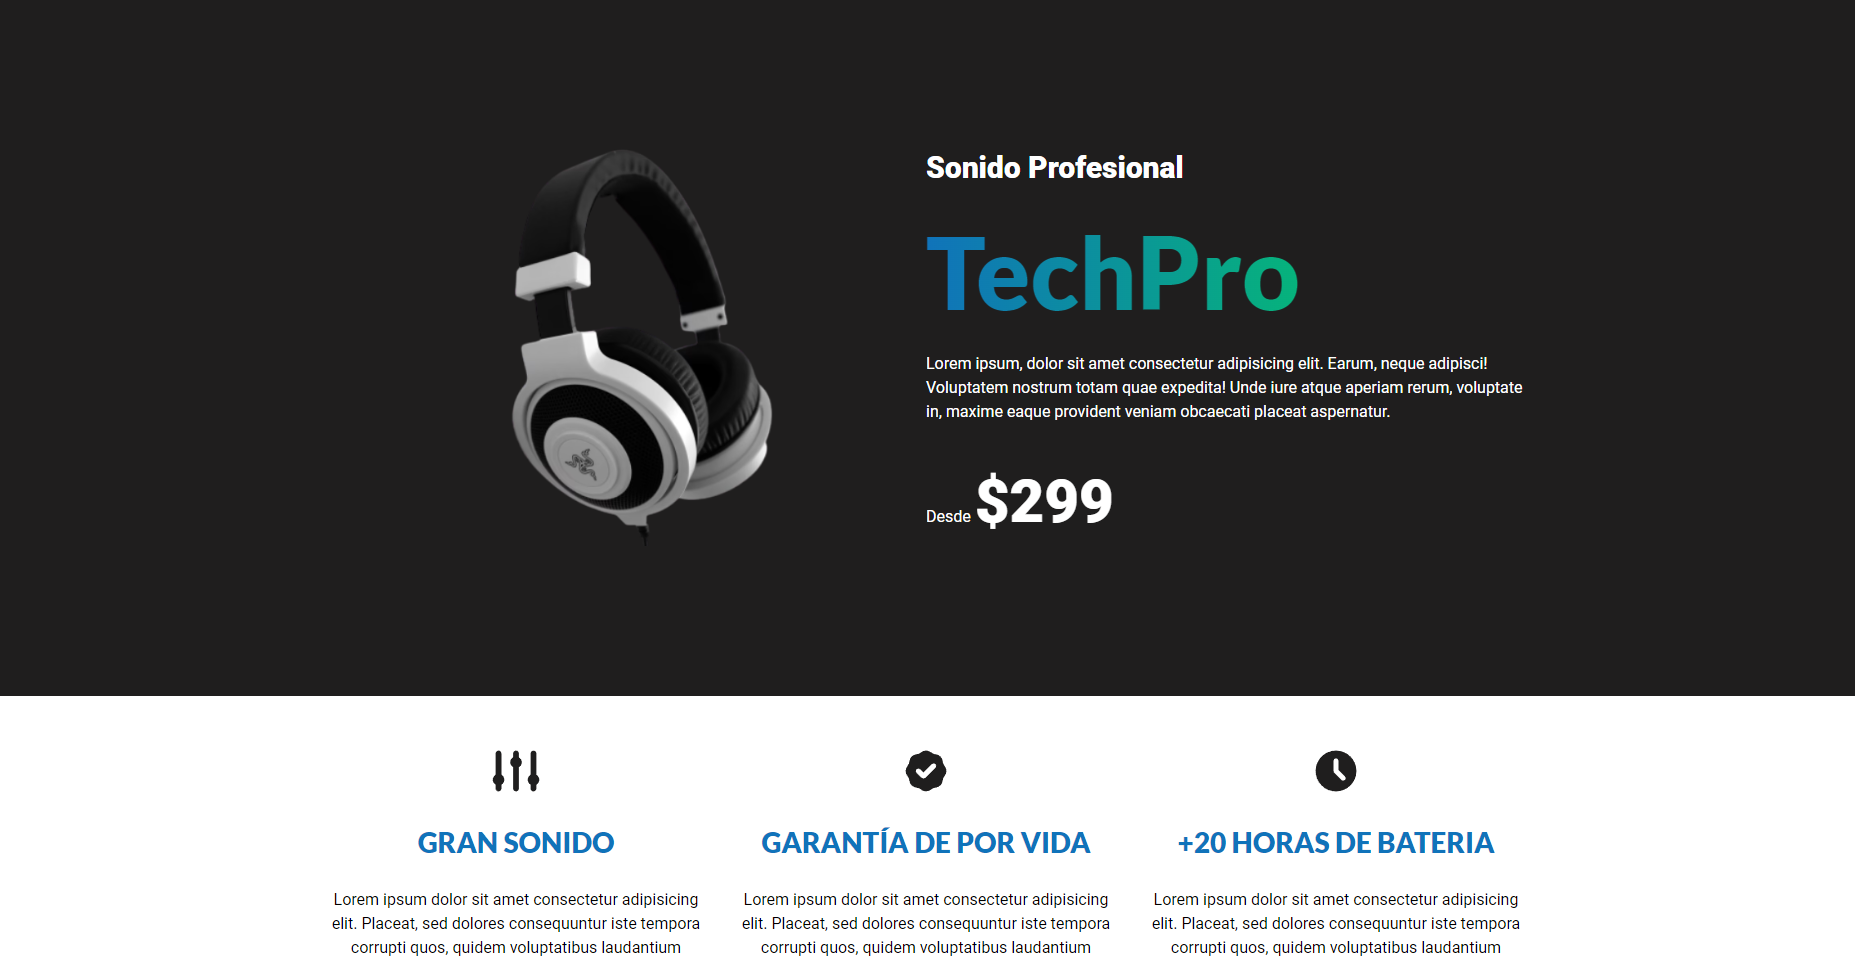 Sonido Profesional
TechPro
Lorem ipsum, dolor sit amet consectetur adipisicing elit. Earum, neque adipisci!
Voluptatem nostrum totam quae expedita! Unde iure atque aperiam rerum, voluptate
in, maxime eaque provident veniam obcaecati placeat aspernatur.
Desde $299
GRAN SONIDO
Lorem ipsum dolor sit amet consectetur adipisicing
elit. Placeat, sed dolores consequuntur iste tempora
corrupti quos, quidem voluptatibus laudantium
GARANTÍA DE POR VIDA
Lorem ipsum dolor sit amet consectetur adipisicing
elit. Placeat, sed dolores consequuntur iste tempora
corrupti quos, quidem voluptatibus laudantium
+20 HORAS DE BATERIA
Lorem ipsum dolor sit amet consectetur adipisicing
elit. Placeat, sed dolores consequuntur iste tempora
corrupti quos, quidem voluptatibus laudantium